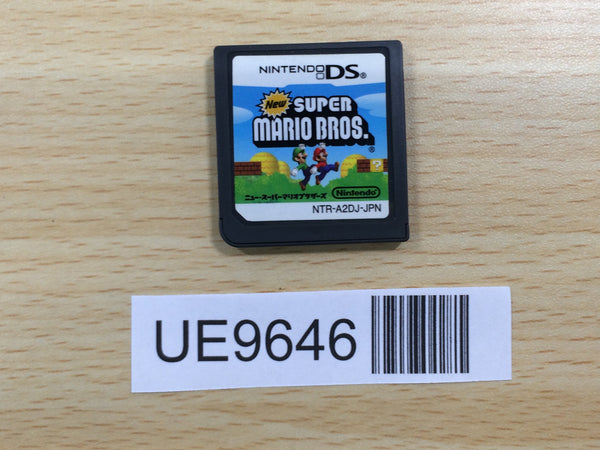 NINTENDO DS®
New SUPER
MARIO BROS.®
ニュー・スーパーマリオブラザーズ
Nintendo
NTR-A2DJ-JPN
UE9646